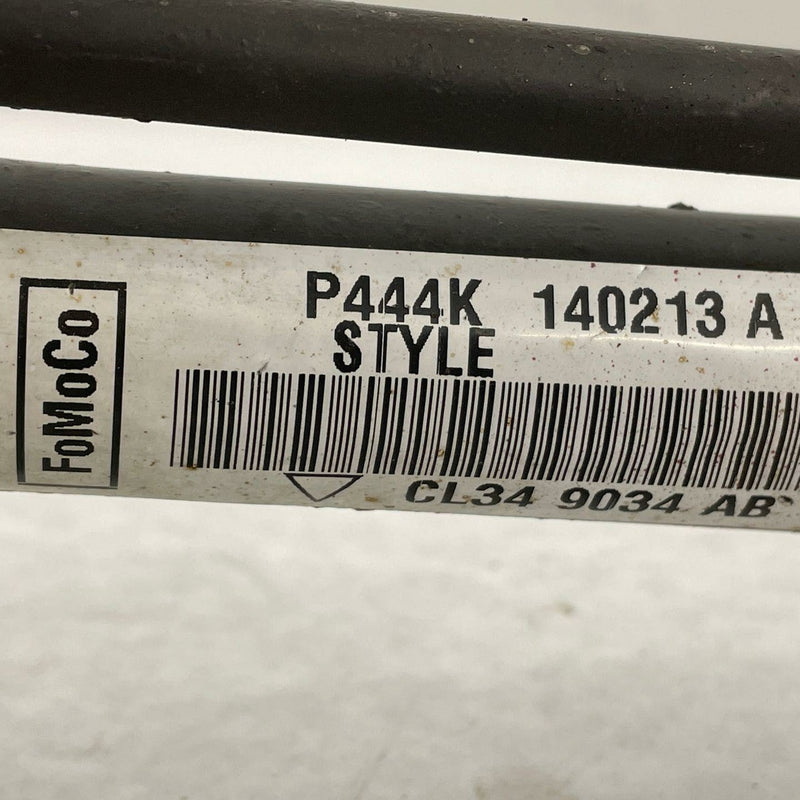 FoMoCo
P444K 140213 A
STYLE
CL34 9034 AB